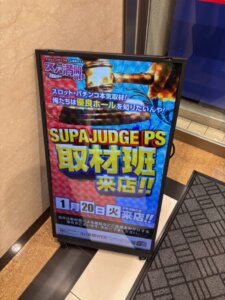 スロット・パチンコ本気取材!
俺たちは優良ホールを知りたいんや!
SUPAJUDGE PS
取材班
来店!!
1月20日火来店!!